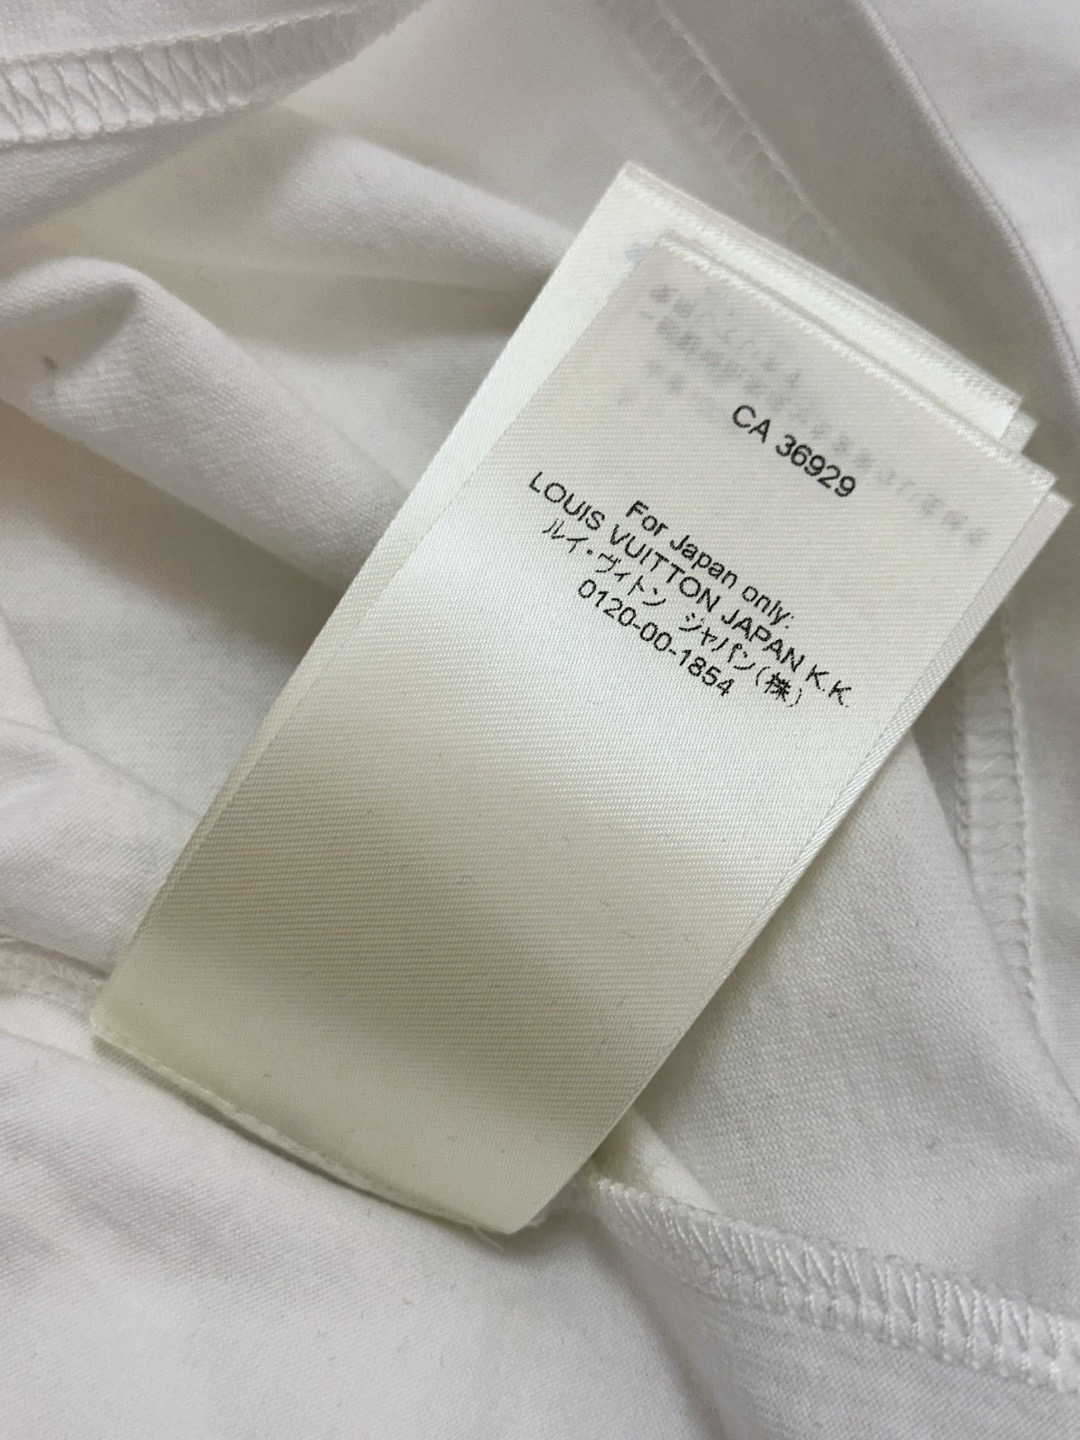 CA 36929
For Japan only:
LOUIS VUITTON JAPAN K.K.
ルイ・ヴィトン ジャパン(株)
0120-00-1854